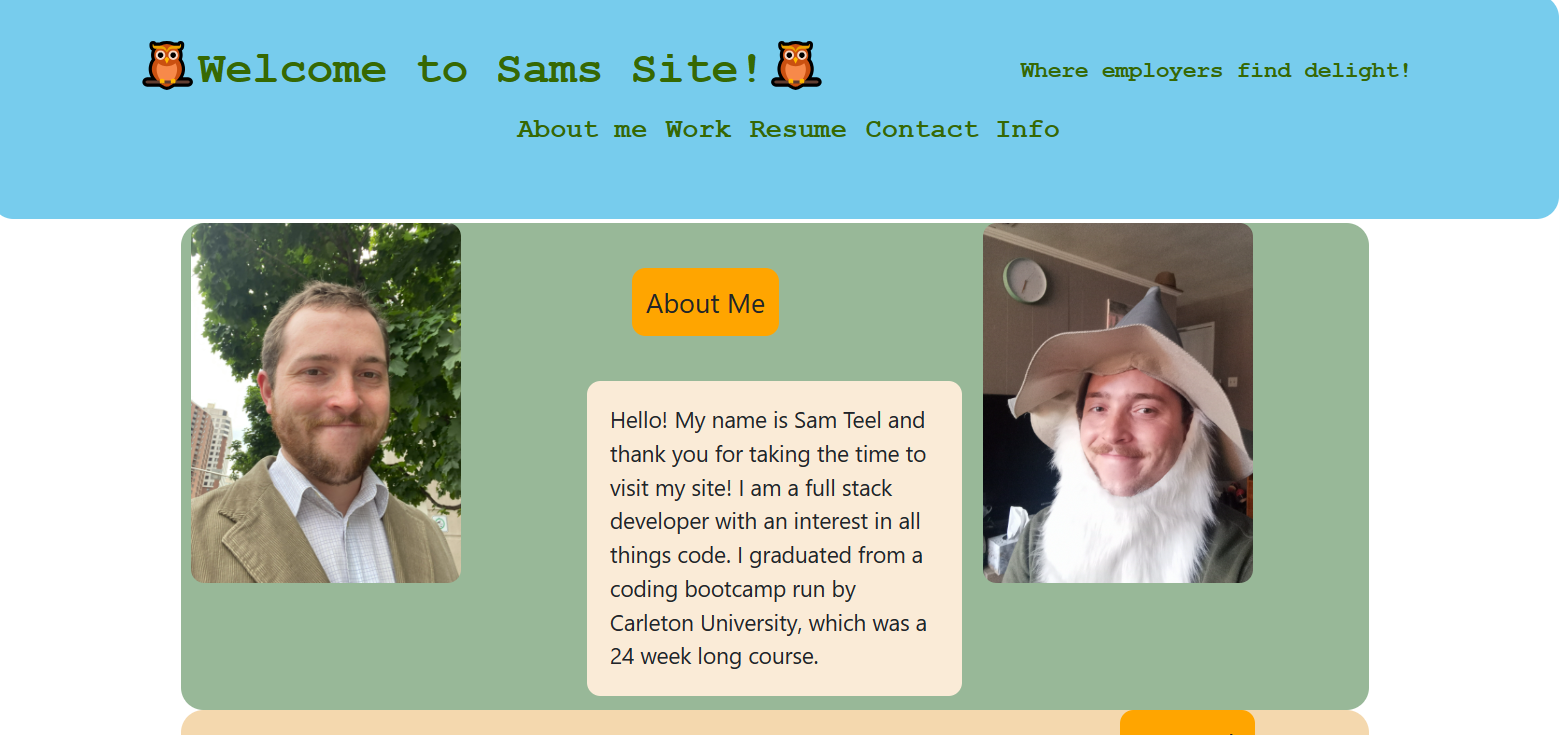 Welcome to Sams Site!
Where employers find delight!
About me Work Resume Contact Info
About Me
Hello! My name is Sam Teel and
thank you for taking the time to
visit my site! I am a full stack
developer with an interest in all
things code. I graduated from a
coding bootcamp run by
Carleton University, which was a
24 week long course.